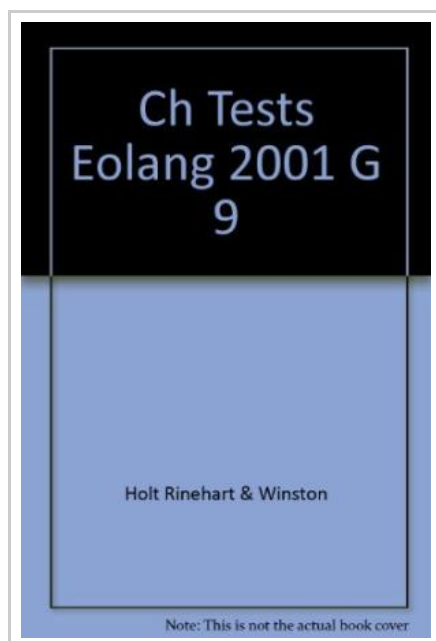 Ch Tests
Eolang 2001 G
9
Holt Rinehart & Winston
Note: This is not the actual book cover